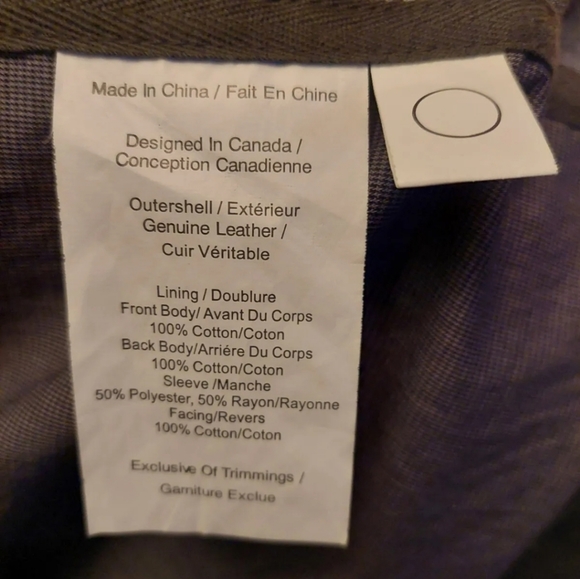 Made In China / Fait En Chine
Designed In Canada /
Conception Canadienne
Outershell / Extérieur
Genuine Leather /
Cuir Véritable
Lining / Doublure
Front Body/ Avant Du Corps
100% Cotton/Coton
Back Body/Arriére Du Corps
100% Cotton/Coton
Sleeve /Manche
50% Polyester, 50% Rayon/Rayonne
Facing/Revers
100% Cotton/Coton
Exclusive Of Trimmings /
Garniture Exclue